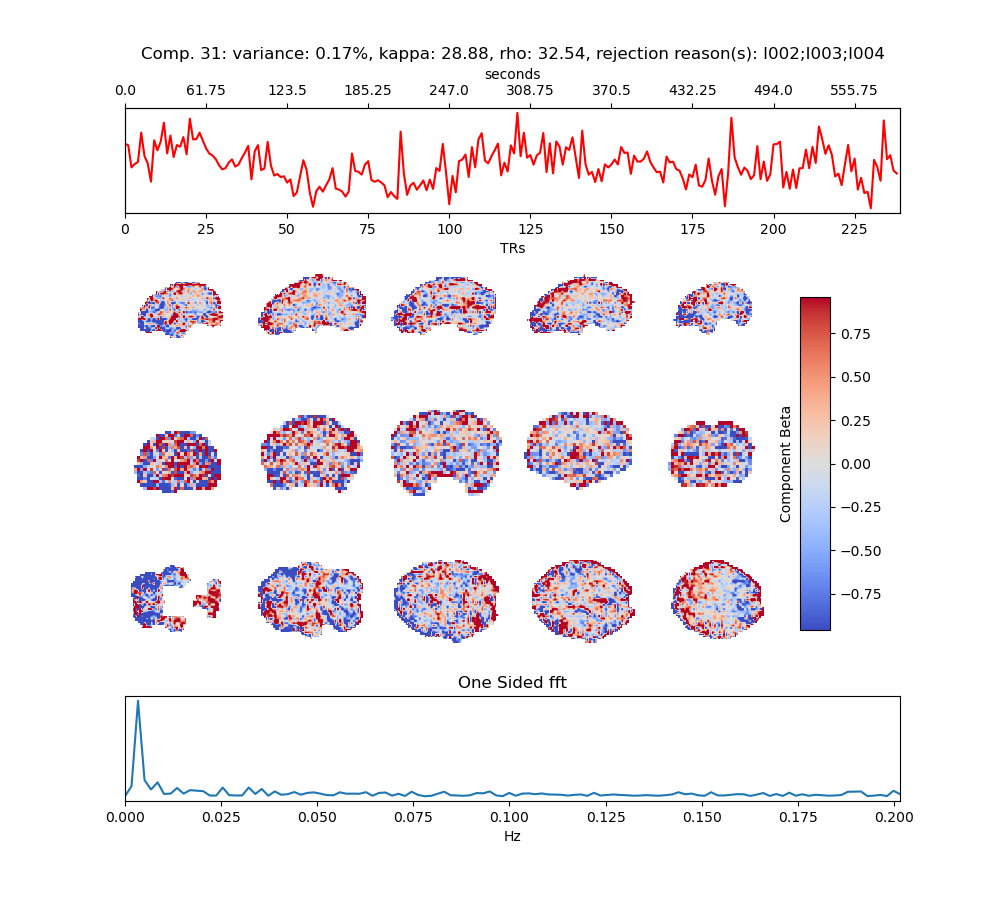 Comp. 31: variance: 0.17%, kappa: 28.88, rho: 32.54, rejection reason(s): I002;I003;I004
seconds
0.0 61.75 123.5 185.25 247.0 308.75 370.5 432.25 494.0 555.75
0 25 50 75 100 125 150 175 200 225
TRs
0.75
0.50
0.25
0.00
−0.25
−0.50
−0.75
Component Beta
One Sided fft
0.000 0.025 0.050 0.075 0.100 0.125 0.150 0.175 0.200
Hz